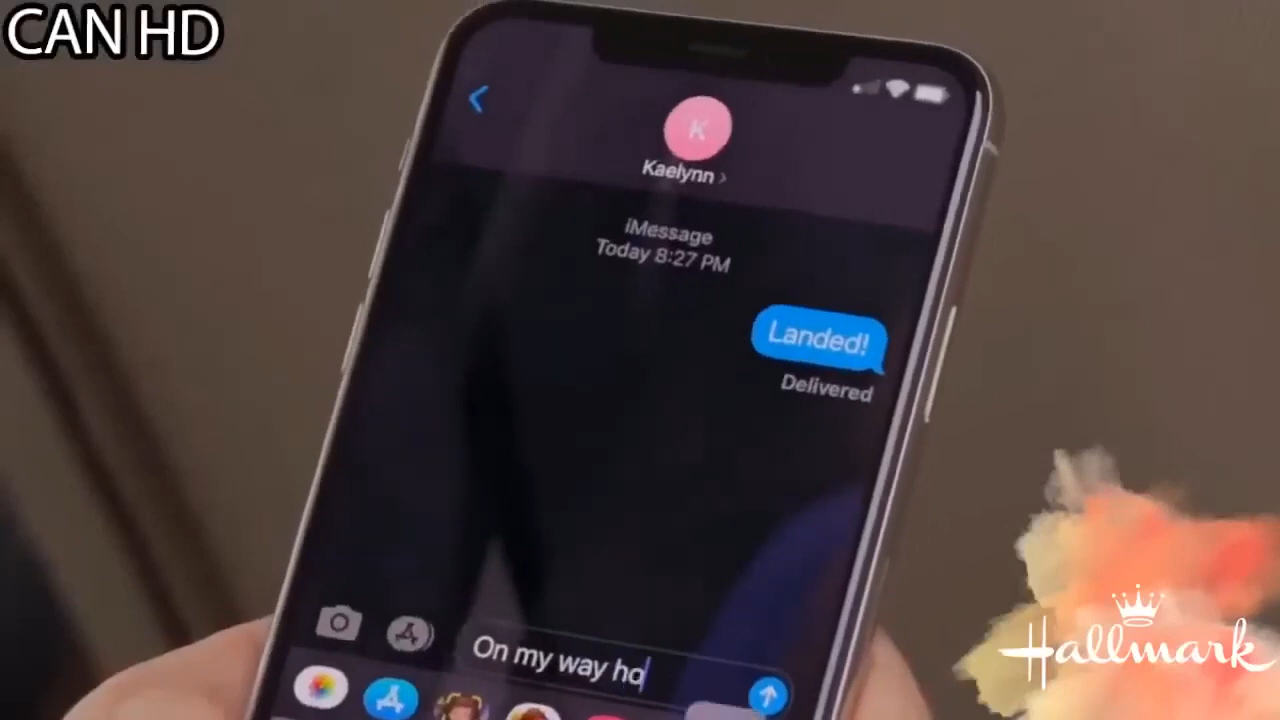 CAN HD
K
Kaelynn >
iMessage
Today 8:27 PM
Landed!
Delivered
On my way ho
Hallmark